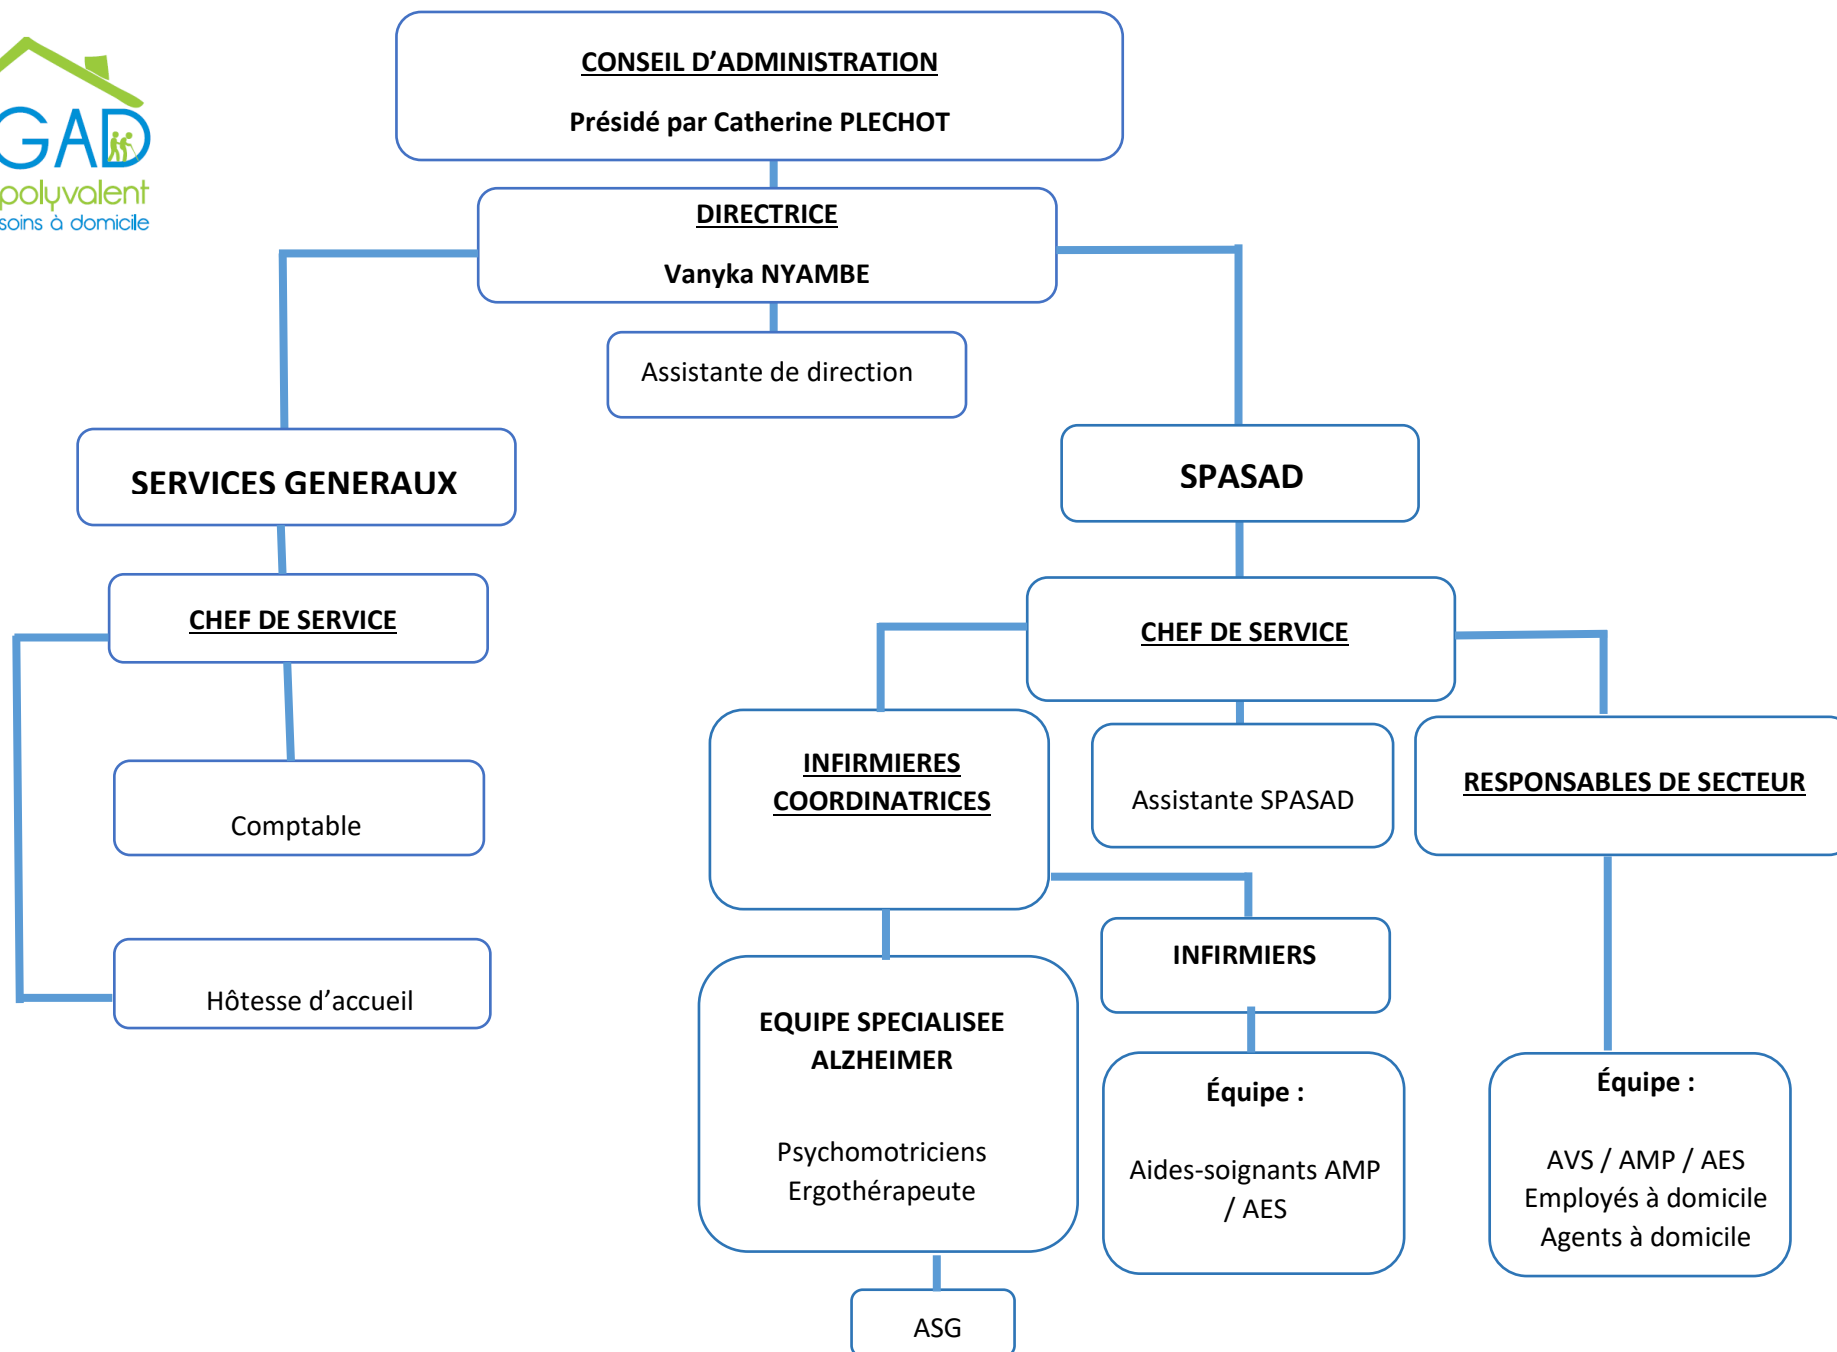 CONSEIL D'ADMINISTRATION
Présidé par Catherine PLECHOT
GAD
polyvalent
soins à domicile
DIRECTRICE
Vanyka NYAMBE
Assistante de direction
SERVICES GENERAUX
SPASAD
CHEF DE SERVICE
CHEF DE SERVICE
INFIRMIERES
COORDINATRICES
Assistante SPASAD
RESPONSABLES DE SECTEUR
Comptable
INFIRMIERS
Hôtesse d'accueil
EQUIPE SPECIALISEE
ALZHEIMER
Psychomotriciens
Ergothérapeute
Équipe :
Aides-soignants AMP
/ AES
Équipe :
AVS / AMP / AES
Employés à domicile
Agents à domicile
ASG